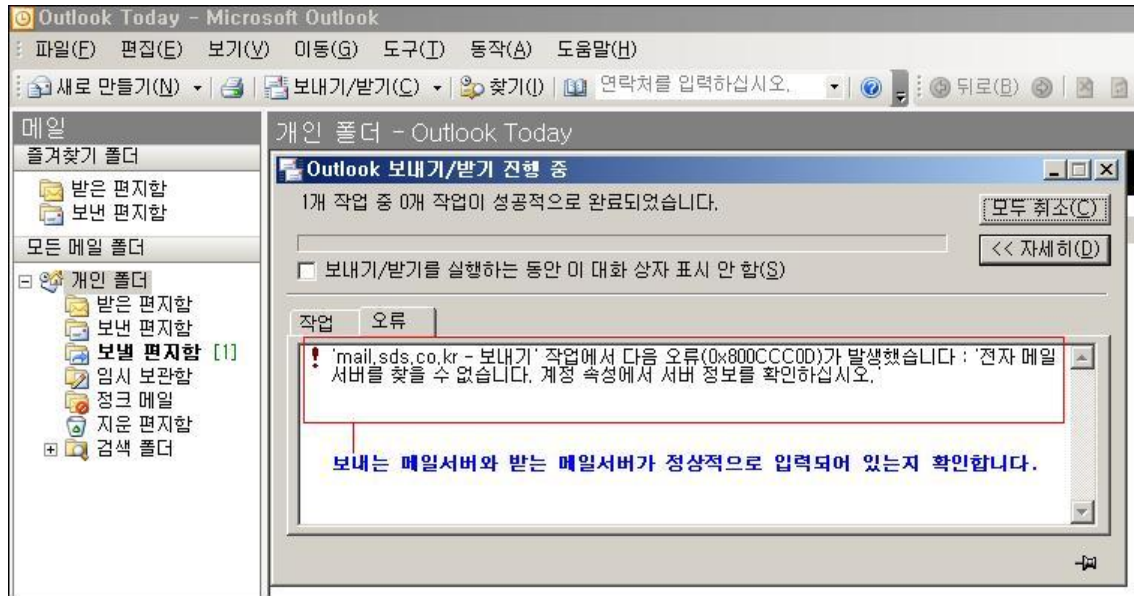 Outlook Today - Microsoft Outlook
파일(F) 편집(E) 보기(V) 이동(G) 도구(T) 동작(A) 도움말(H)
새로 만들기(N) 보내기/받기(C) 찾기(I) 연락처를 입력하십시오. 뒤로(B)
메일
즐겨찾기 폴더
받은 편지함
보낸 편지함
모든 메일 폴더
개인 폴더
받은 편지함
보낸 편지함
보낼 편지함 [1]
임시 보관함
정크 메일
지운 편지함
검색 폴더
개인 폴더 - Outlook Today
Outlook 보내기/받기 진행 중
1개 작업 중 0개 작업이 성공적으로 완료되었습니다.
모두 취소(C)
<< 자세히(D)
보내기/받기를 실행하는 동안 이 대화 상자 표시 안 함(S)
작업 오류
'mail.sds.co.kr - 보내기' 작업에서 다음 오류(0x800CCC0D)가 발생했습니다 : '전자 메일
서버를 찾을 수 없습니다. 계정 속성에서 서버 정보를 확인하십시오.'
보내는 메일서버와 받는 메일서버가 정상적으로 입력되어 있는지 확인합니다.